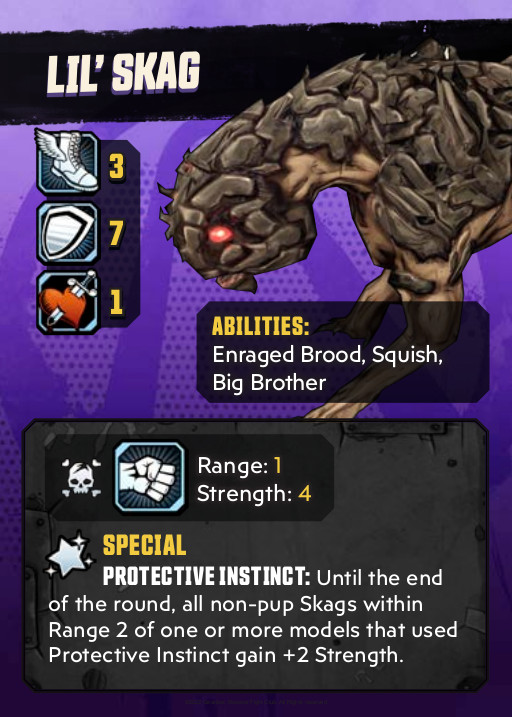 LIL' SKAG
3
7
1
ABILITIES:
Enraged Brood, Squish,
Big Brother
Range: 1
Strength: 4
SPECIAL
PROTECTIVE INSTINCT: Until the end
of the round, all non-pup Skags within
Range 2 of one or more models that used
Protective Instinct gain +2 Strength.